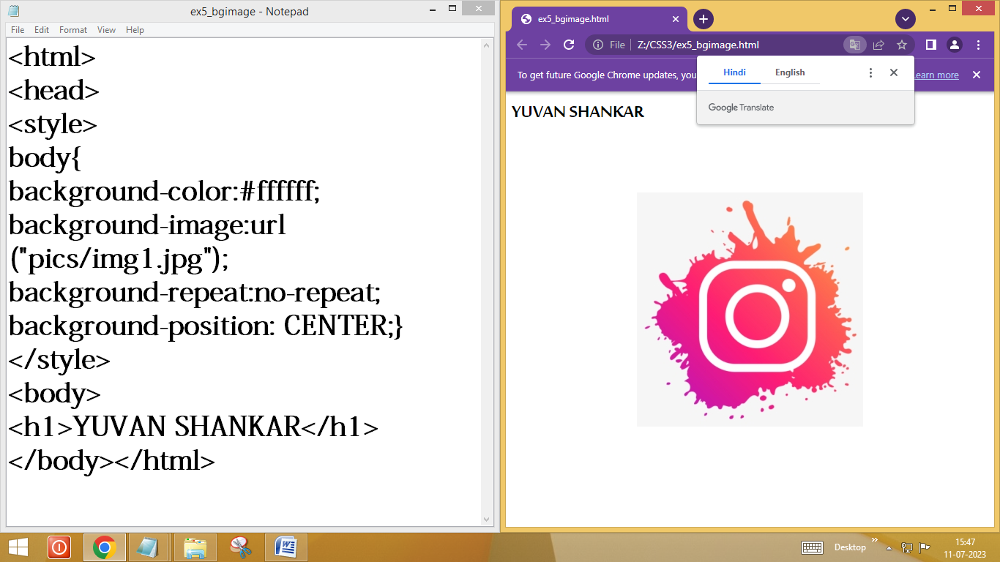 ex5_bgimage - Notepad
File Edit Format View Help
<html>
<head>
<style>
body{
background-color:#ffffff;
background-image:url
("pics/img1.jpg");
background-repeat:no-repeat;
background-position: CENTER;}
</style>
<body>
<h1>YUVAN SHANKAR</h1>
</body></html>
ex5_bgimage.html
File Z:/CSS3/ex5_bgimage.html
To get future Google Chrome updates, you
Learn more
Hindi English
Google Translate
YUVAN SHANKAR
Desktop
15:47
11-07-2023